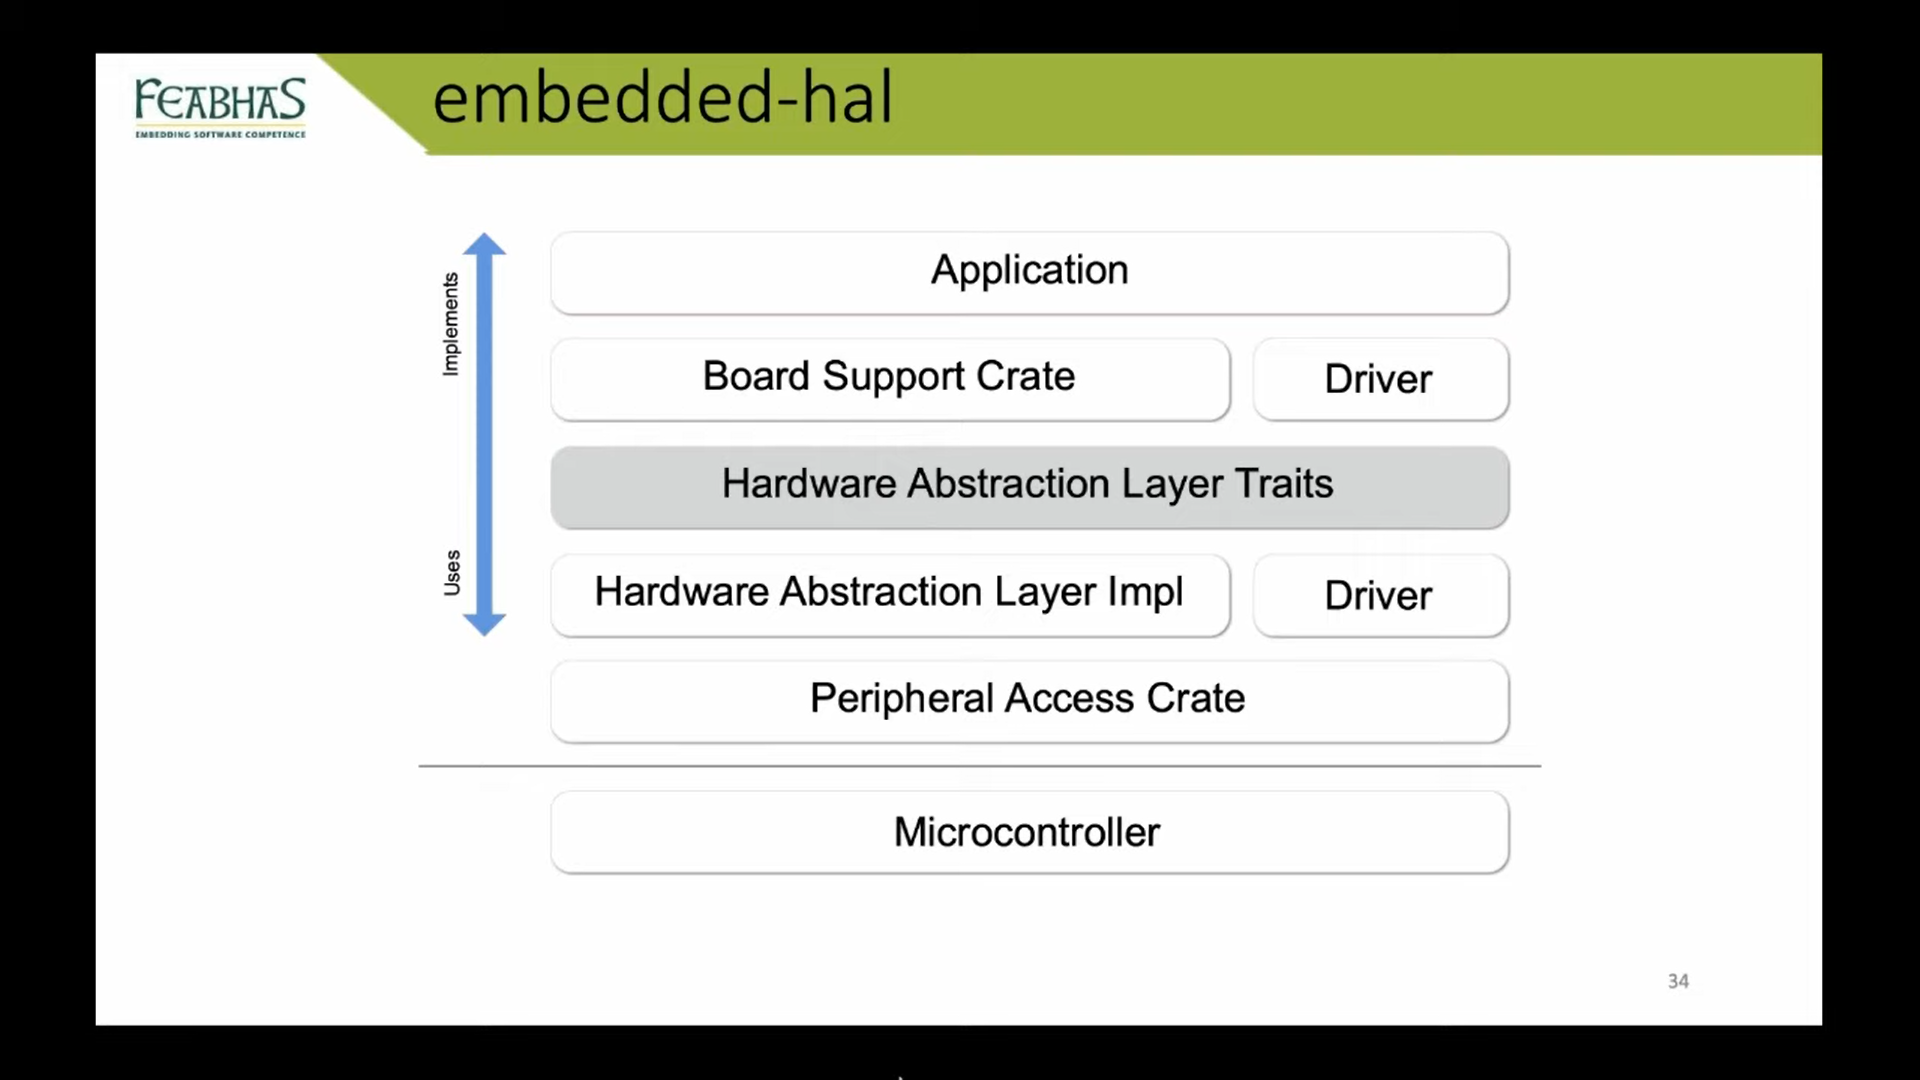 FEABHAS
EMBEDDING SOFTWARE COMPETENCE
embedded-hal
Implements
Uses
Application
Board Support Crate
Driver
Hardware Abstraction Layer Traits
Hardware Abstraction Layer Impl
Driver
Peripheral Access Crate
Microcontroller
34